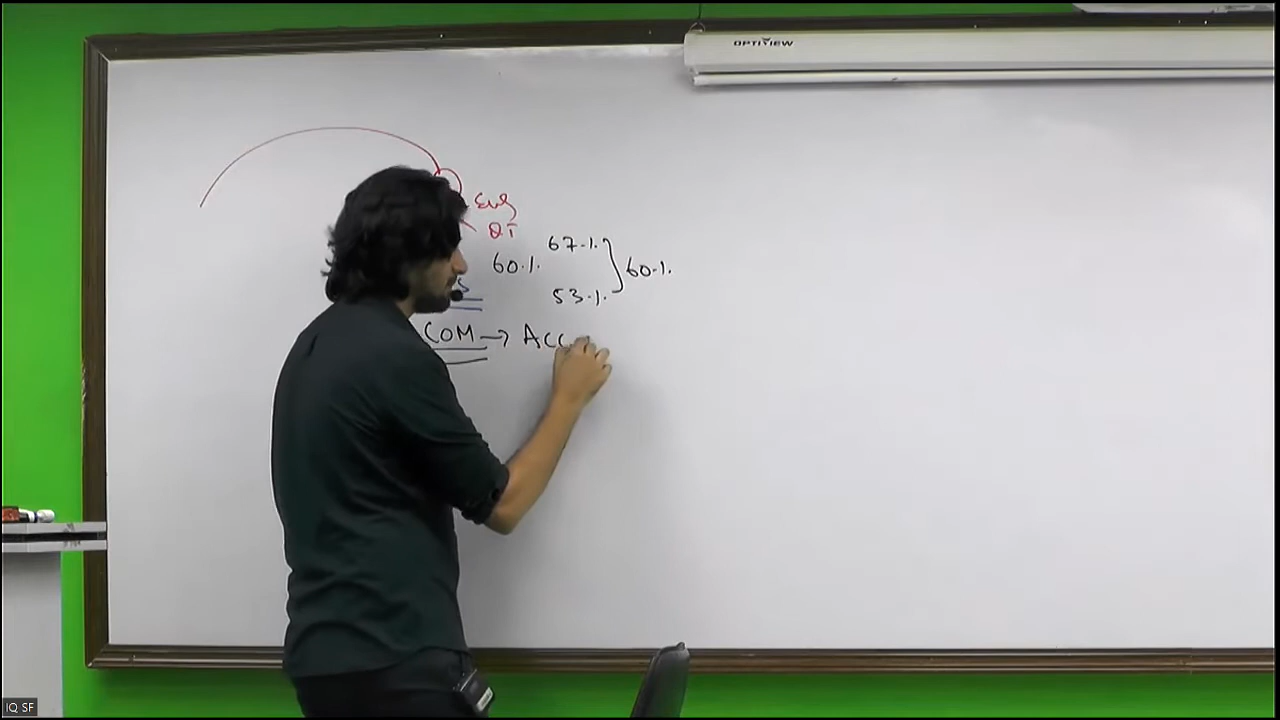 OPTIVIEW
Eng
QT
67%
60% 60%
53%
COM → Acc
IQ SF